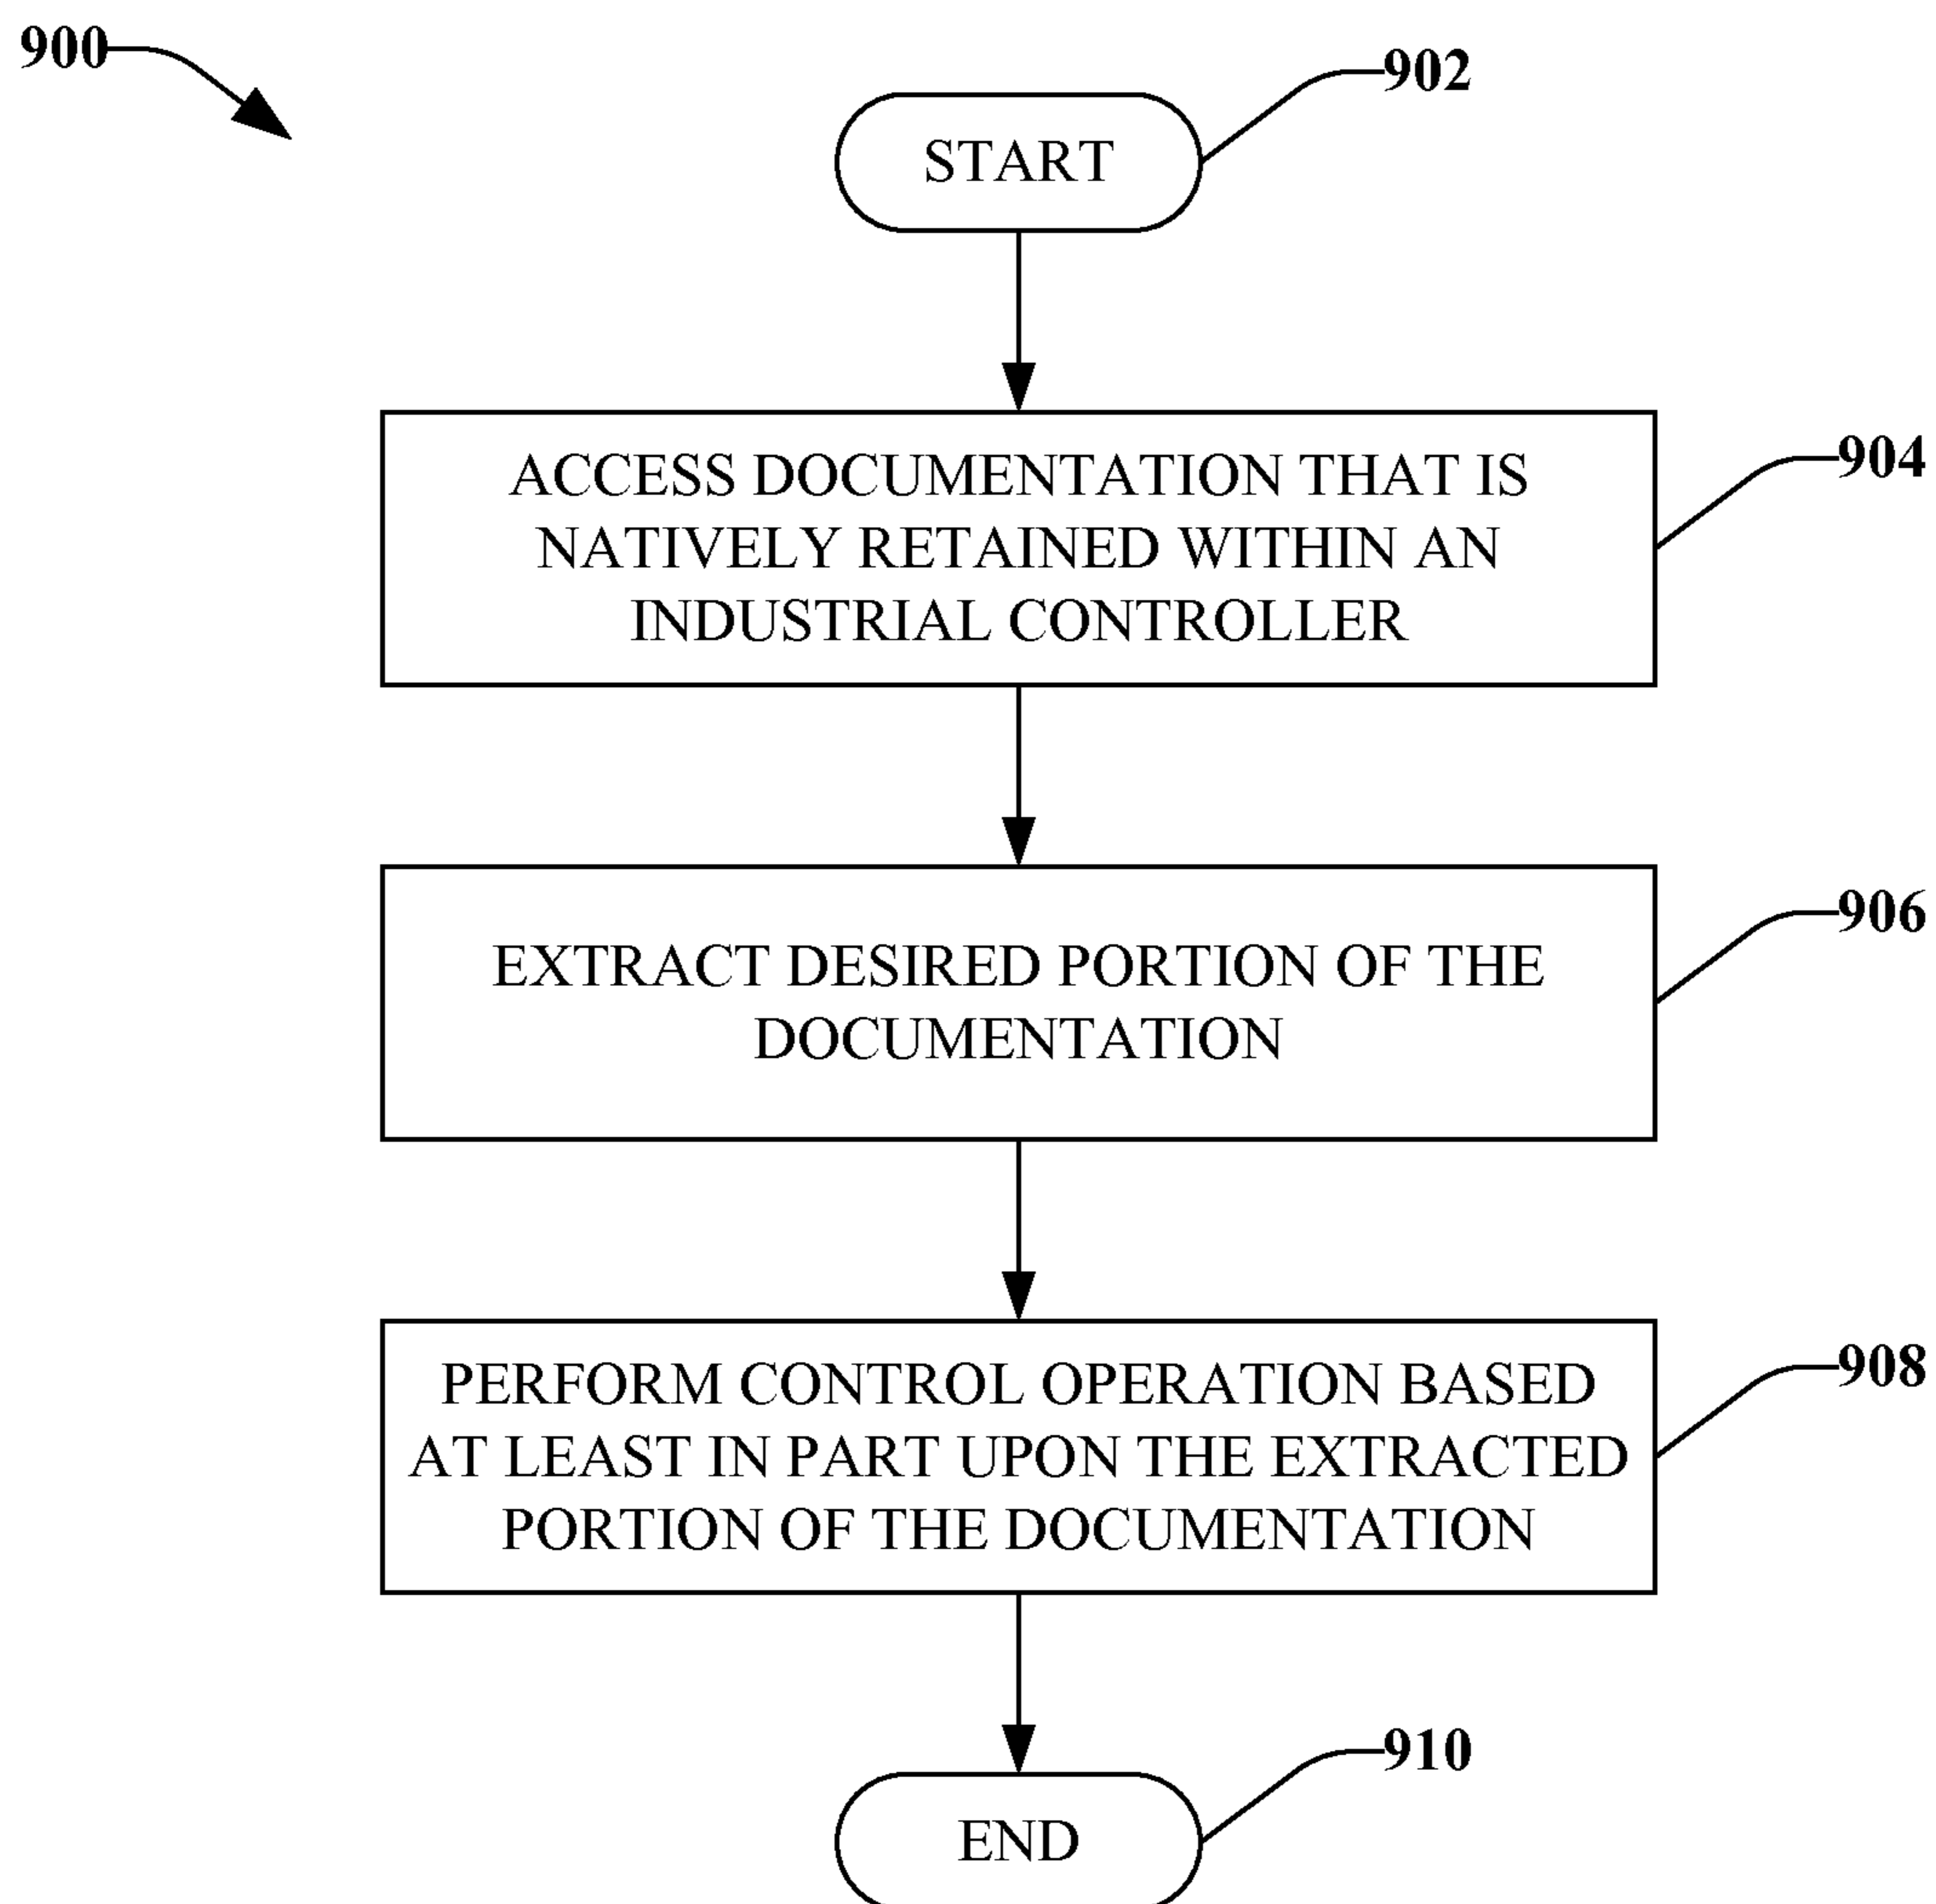 900
902
START
ACCESS DOCUMENTATION THAT IS
NATIVELY RETAINED WITHIN AN
INDUSTRIAL CONTROLLER
904
EXTRACT DESIRED PORTION OF THE
DOCUMENTATION
906
PERFORM CONTROL OPERATION BASED
AT LEAST IN PART UPON THE EXTRACTED
PORTION OF THE DOCUMENTATION
908
910
END